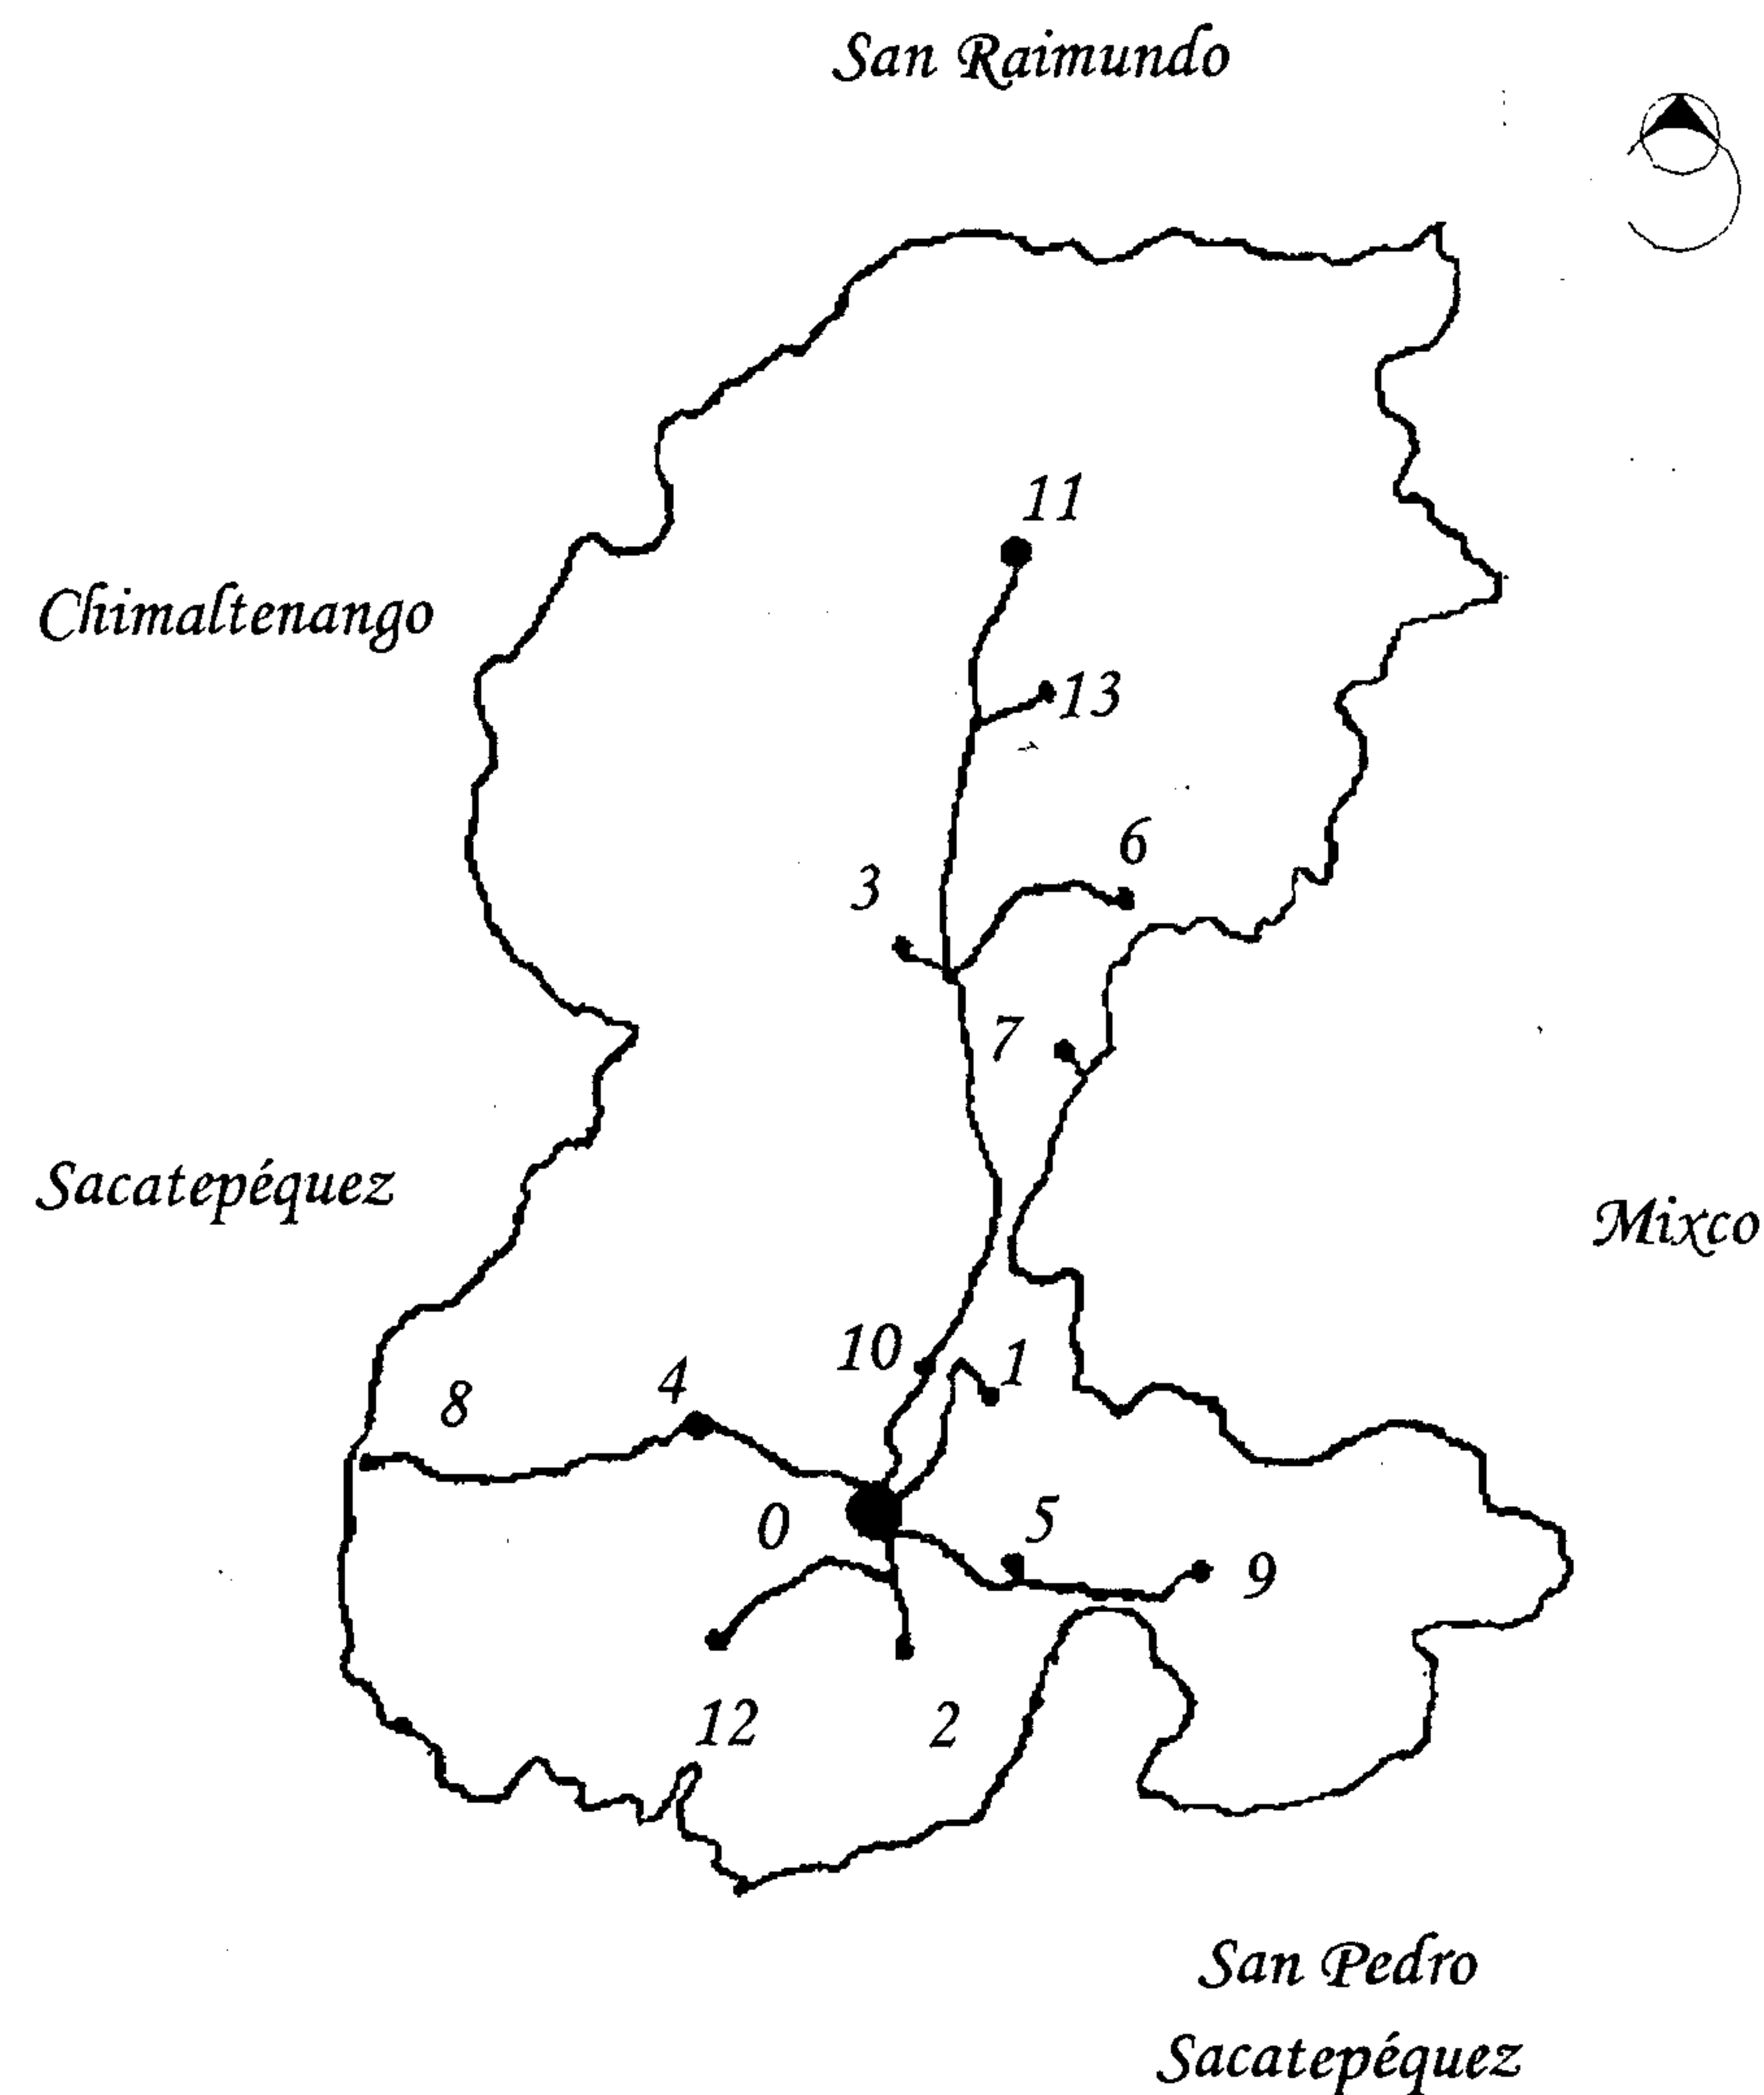 San Raimundo
11
Chimaltenango
13
6
3
7
Sacatepéquez
Mixco
10
1
4
8
5
0
9
12
2
San Pedro
Sacatepéquez